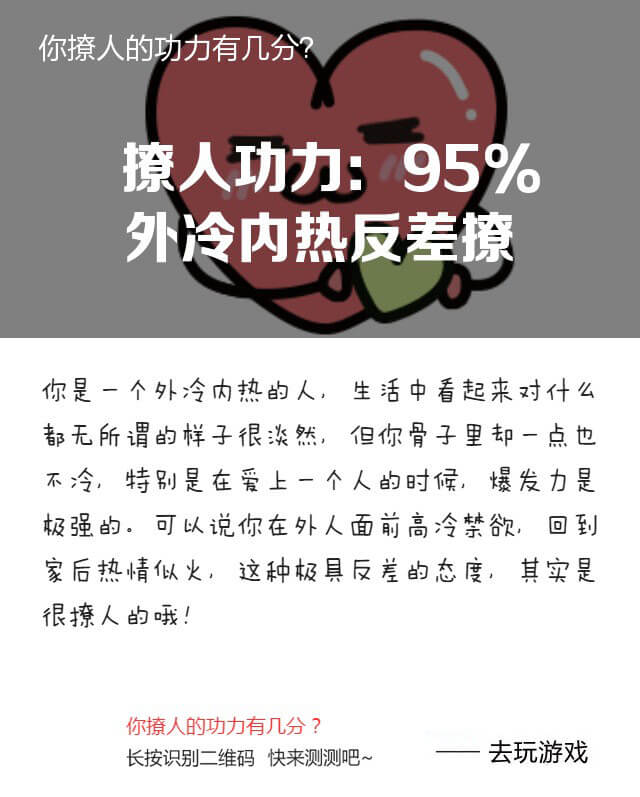 你撩人的功力有几分?
撩人功力：95%
外冷内热反差撩
你是一个外冷内热的人，生活中看起来对什么
都无所谓的样子很淡然，但你骨子里却一点也
不冷，特别是在爱上一个人的时候，爆发力是
极强的。可以说你在外人面前高冷禁欲，回到
家后热情似火，这种极具反差的态度，其实是
很撩人的哦！
你撩人的功力有几分？
长按识别二维码 快来测测吧~
—— 去玩游戏